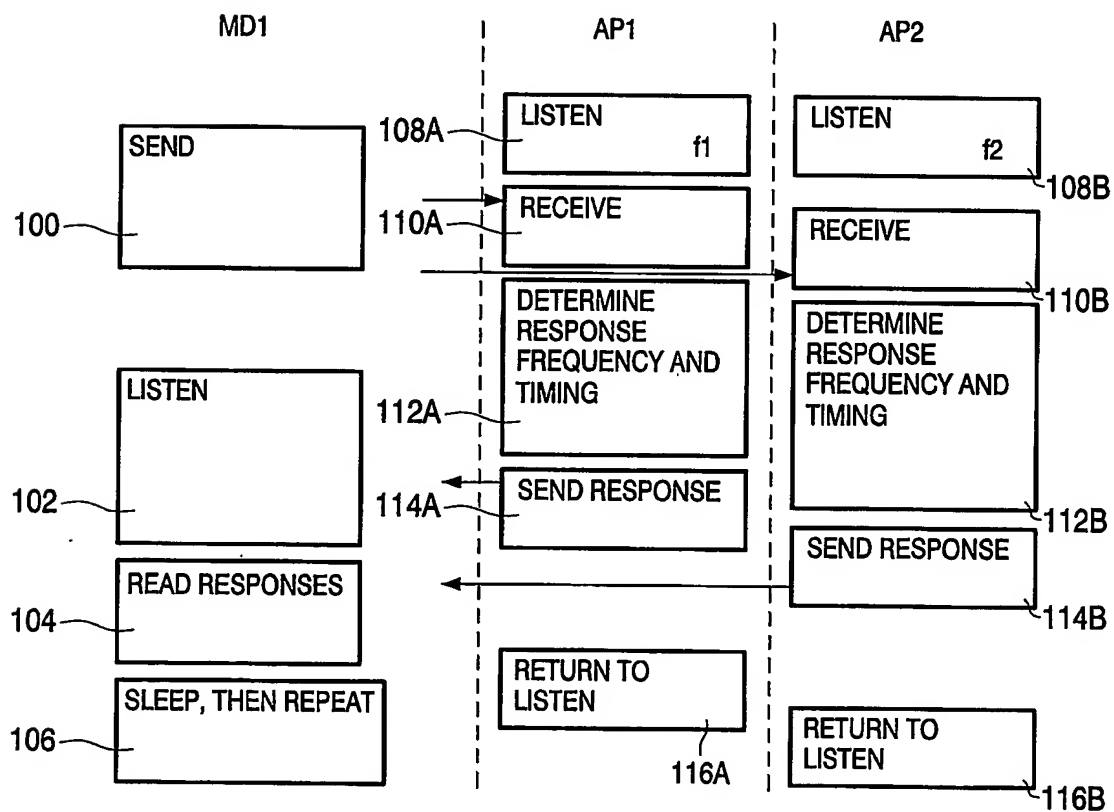 MD1
AP1
AP2
SEND
100
LISTEN
102
READ RESPONSES
104
SLEEP, THEN REPEAT
106
LISTEN
f1
108A
RECEIVE
110A
DETERMINE
RESPONSE
FREQUENCY AND
TIMING
112A
SEND RESPONSE
114A
RETURN TO
LISTEN
116A
LISTEN
f2
108B
RECEIVE
110B
DETERMINE
RESPONSE
FREQUENCY AND
TIMING
112B
SEND RESPONSE
114B
RETURN TO
LISTEN
116B